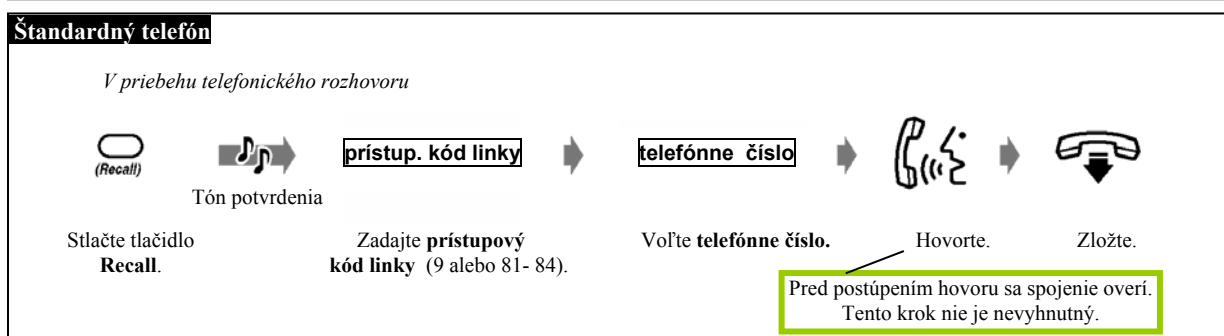 Štandardný telefón
V priebehu telefonického rozhovoru
(Recall)
Tón potvrdenia
prístup. kód linky
telefónne číslo
Stlačte tlačidlo
Recall.
Zadajte prístupový
kód linky (9 alebo 81- 84).
Voľte telefónne číslo.
Hovorte.
Zložte.
Pred postúpením hovoru sa spojenie overí.
Tento krok nie je nevyhnutný.